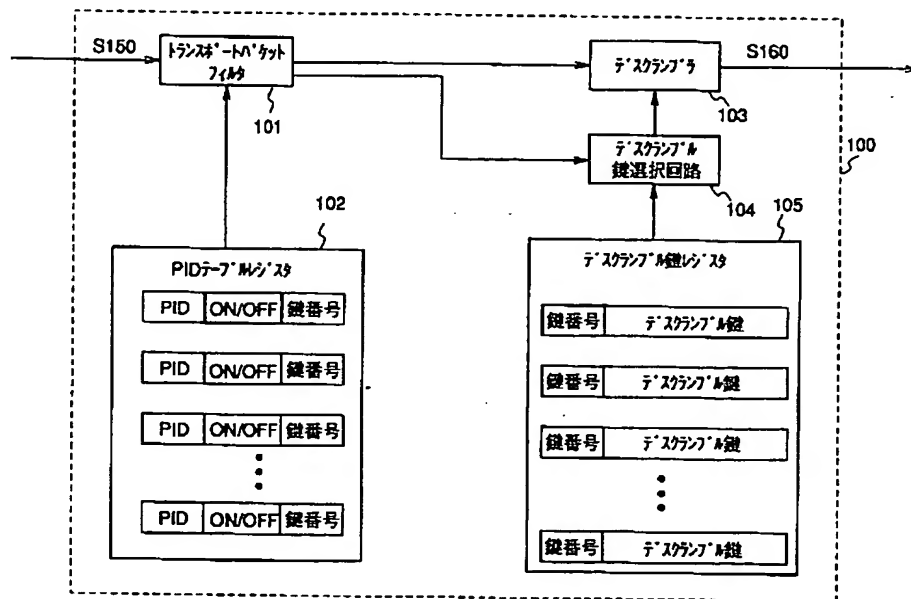 S150
トランスポートパケット
フィルタ
101
デスクランブラ
103
S160
デスクランブル
鍵選択回路
104
100
102
PIDテーブルレジスタ
PID ON/OFF 鍵番号
PID ON/OFF 鍵番号
PID ON/OFF 鍵番号
PID ON/OFF 鍵番号
105
デスクランブル鍵レジスタ
鍵番号 デスクランブル鍵
鍵番号 デスクランブル鍵
鍵番号 デスクランブル鍵
鍵番号 デスクランブル鍵